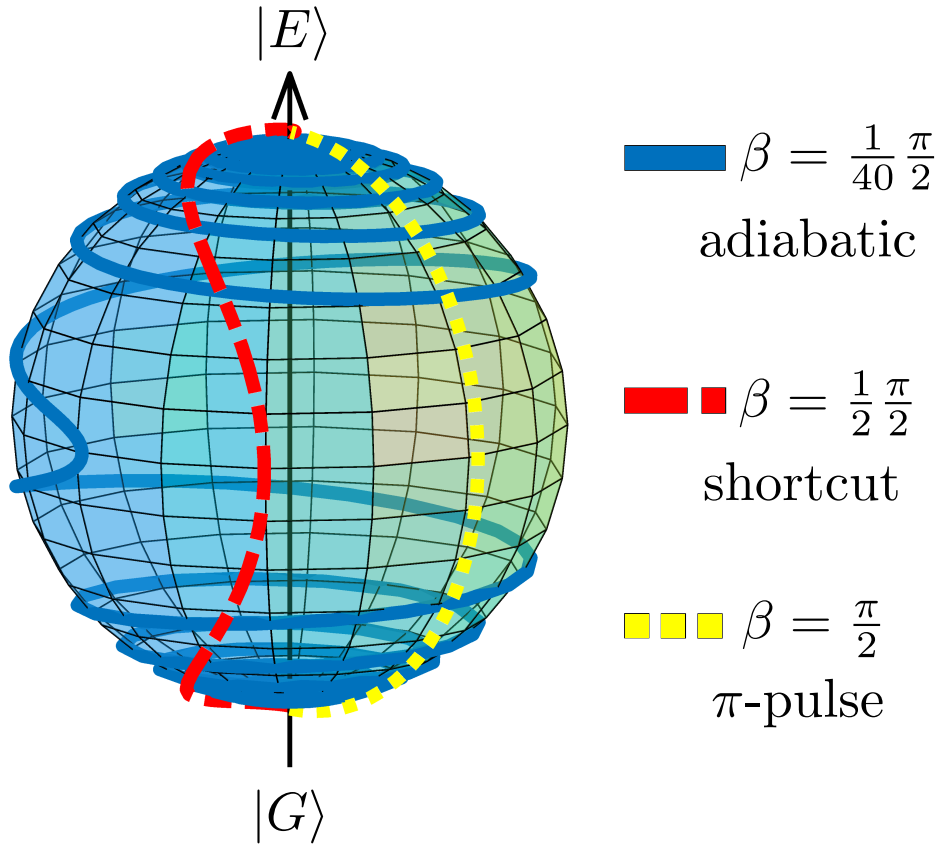 |E⟩
β = 1/40 π/2
adiabatic
β = 1/2 π/2
shortcut
β = π/2
π-pulse
|G⟩